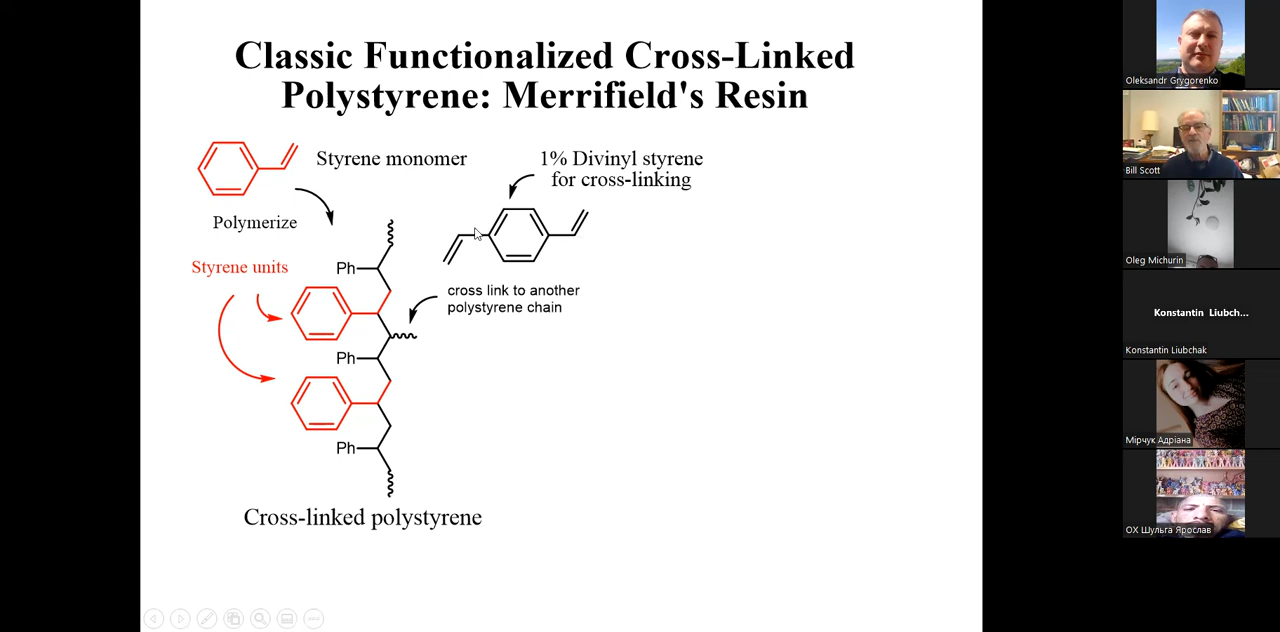 Classic Functionalized Cross-Linked
Polystyrene: Merrifield's Resin
Styrene monomer
1% Divinyl styrene
for cross-linking
Polymerize
Styrene units
Ph
cross link to another
polystyrene chain
Ph
Ph
Cross-linked polystyrene
Oleksandr Grygorenko
Bill Scott
Oleg Michurin
Konstantin Liubch...
Konstantin Liubchak
Мірчук Адріана
ОХ Шульга Ярослав